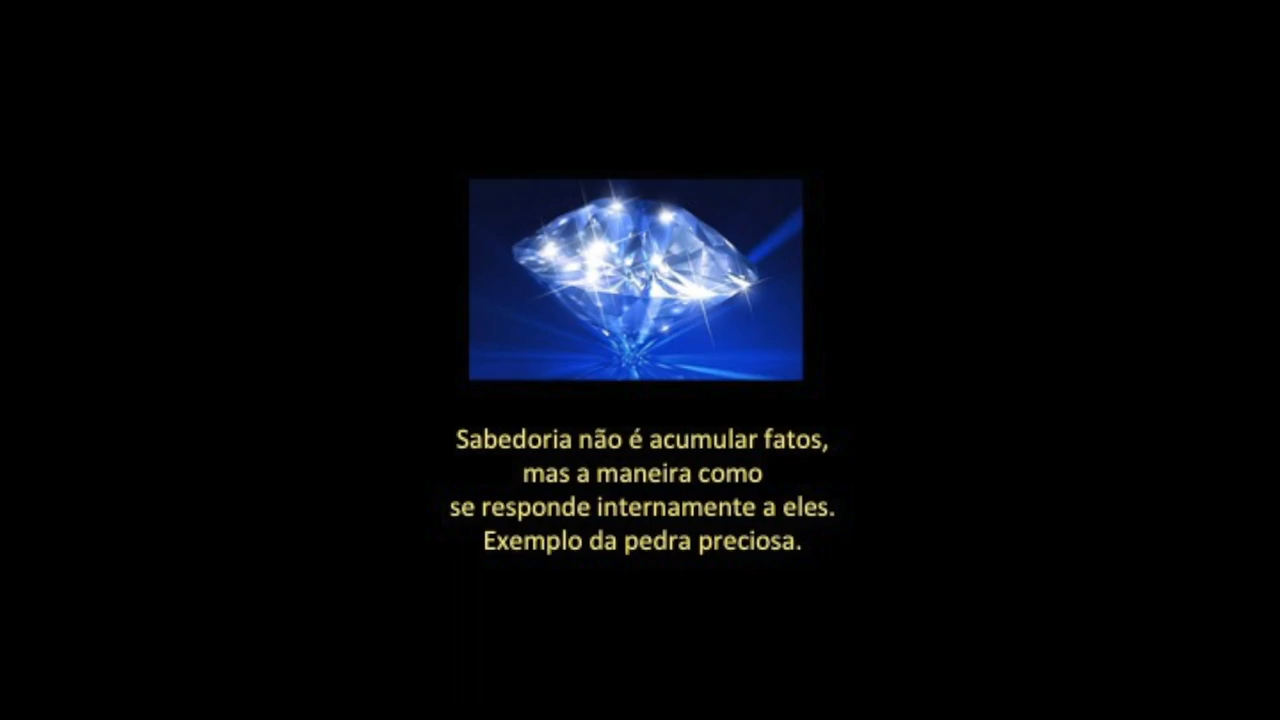 Sabedoria não é acumular fatos,
mas a maneira como
se responde internamente a eles.
Exemplo da pedra preciosa.